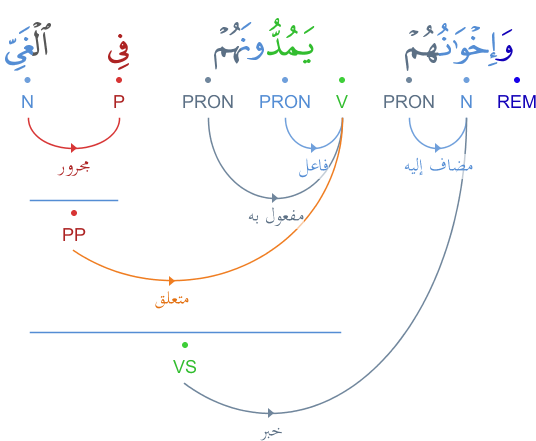 وَإِخْوَٰنُهُمْ يَمُدُّونَهُمْ فِى ٱلْغَىِّ
REM N PRON V PRON PRON P N
مضاف إليه فاعل مجرور
مفعول به
PP
متعلق
VS
خبر